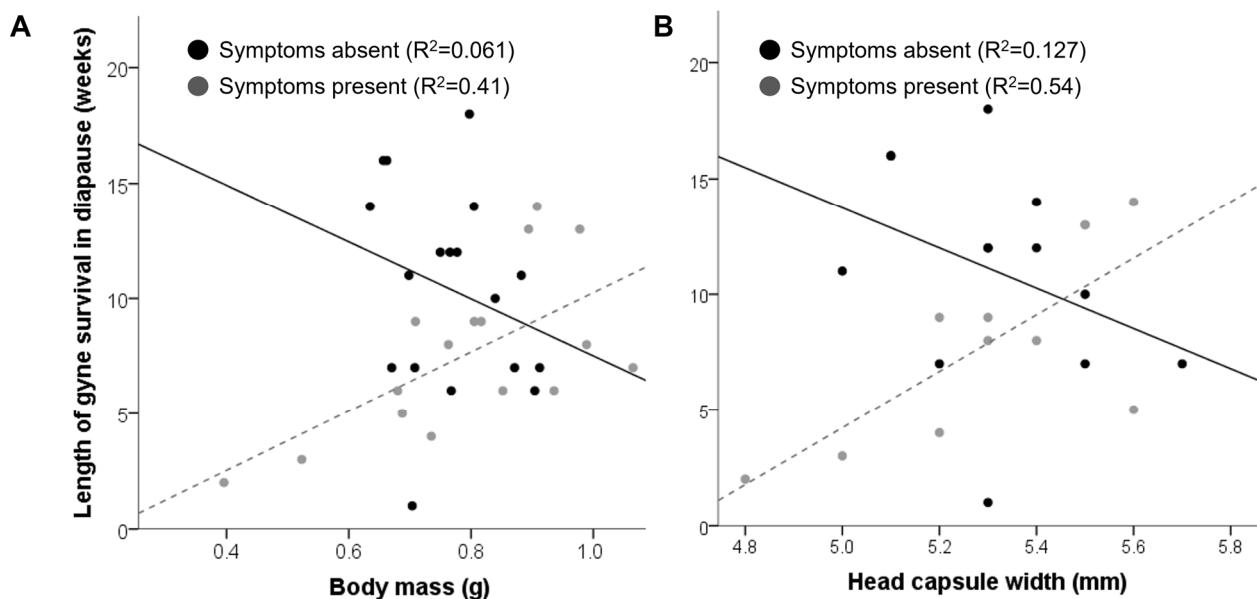 A
Length of gyne survival in diapause (weeks)
Symptoms absent (R²=0.061)
Symptoms present (R²=0.41)
20
15
10
5
0
0.4 0.6 0.8 1.0
Body mass (g)
B
Symptoms absent (R²=0.127)
Symptoms present (R²=0.54)
20
15
10
5
0
4.8 5.0 5.2 5.4 5.6 5.8
Head capsule width (mm)